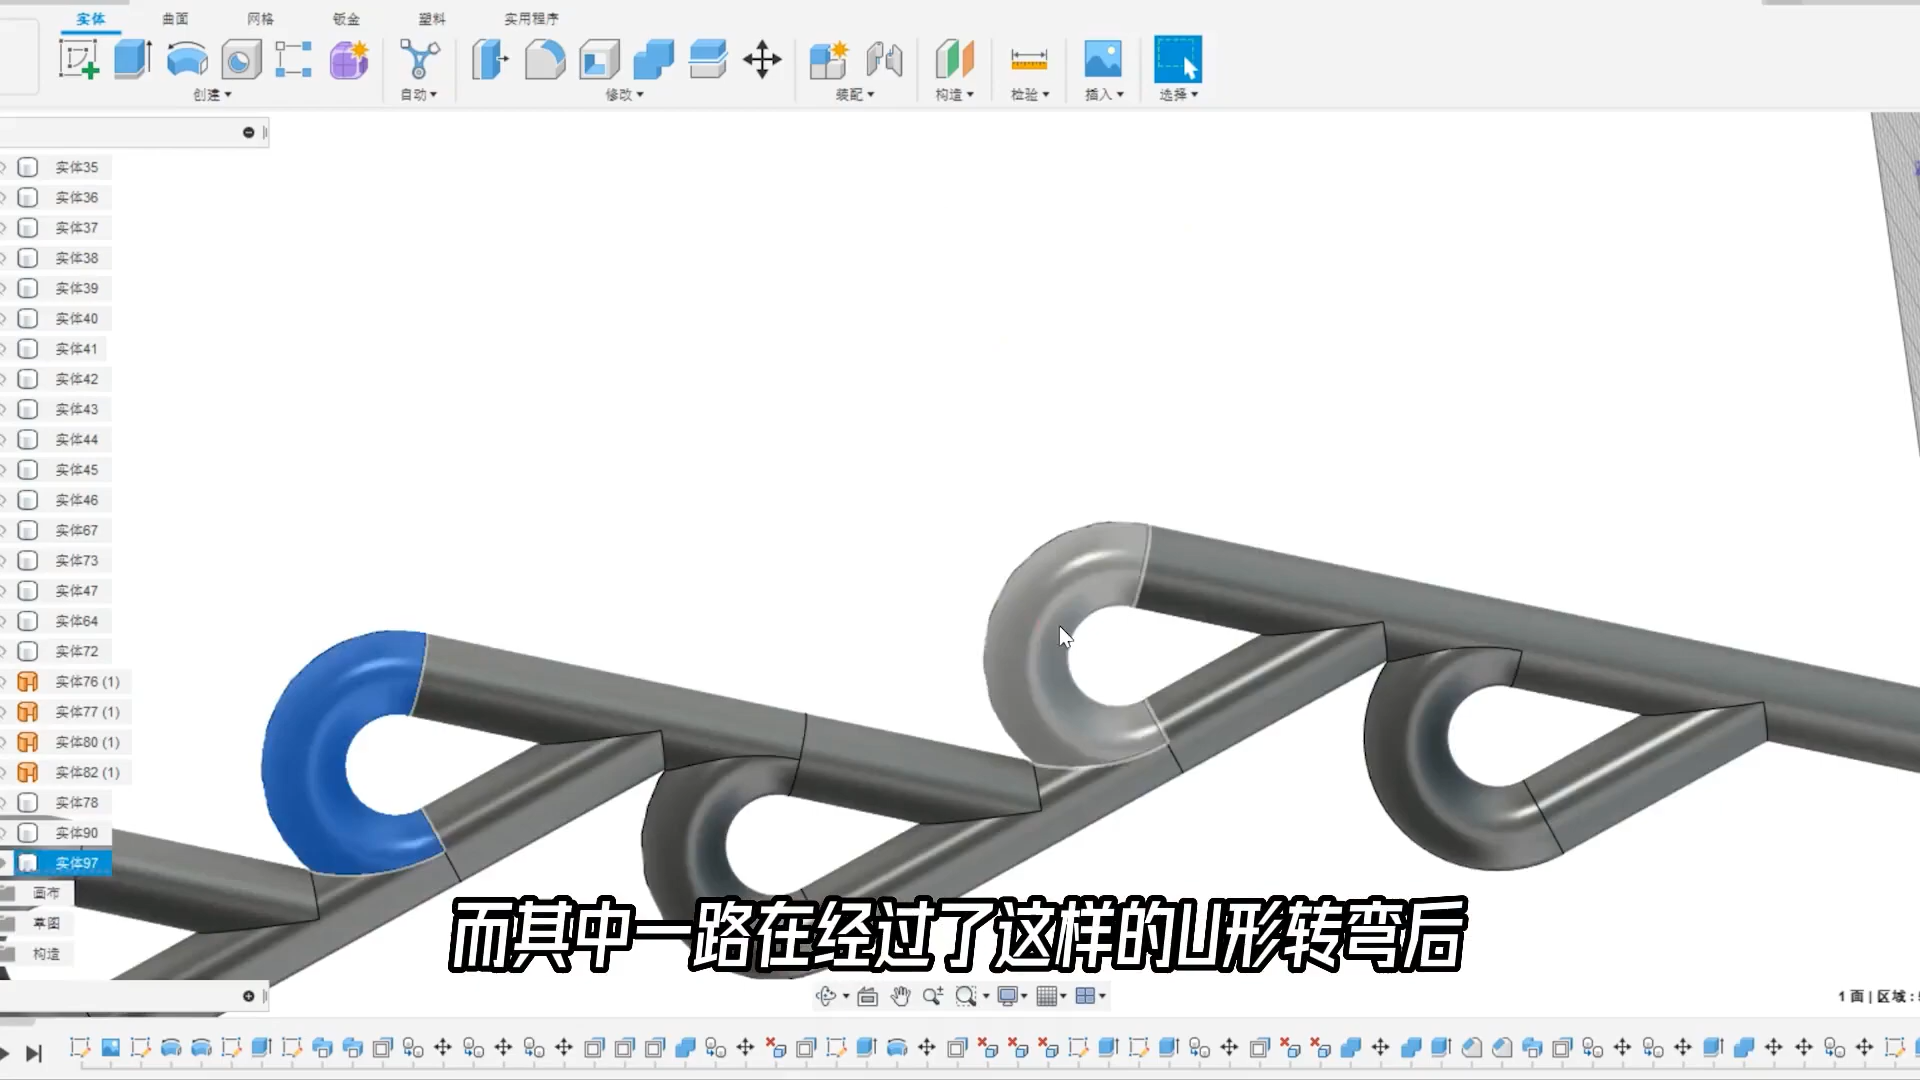 实体 曲面 网格 钣金 塑料 实用程序
创建 自动 修改 装配 构造 检验 插入 选择
实体35
实体36
实体37
实体38
实体39
实体40
实体41
实体42
实体43
实体44
实体45
实体46
实体67
实体73
实体47
实体64
实体72
实体76 (1)
实体77 (1)
实体80 (1)
实体82 (1)
实体78
实体90
实体97
画布
草图
构造
而其中一路在经过了这样的U形转弯后
1 面 | 区域 :